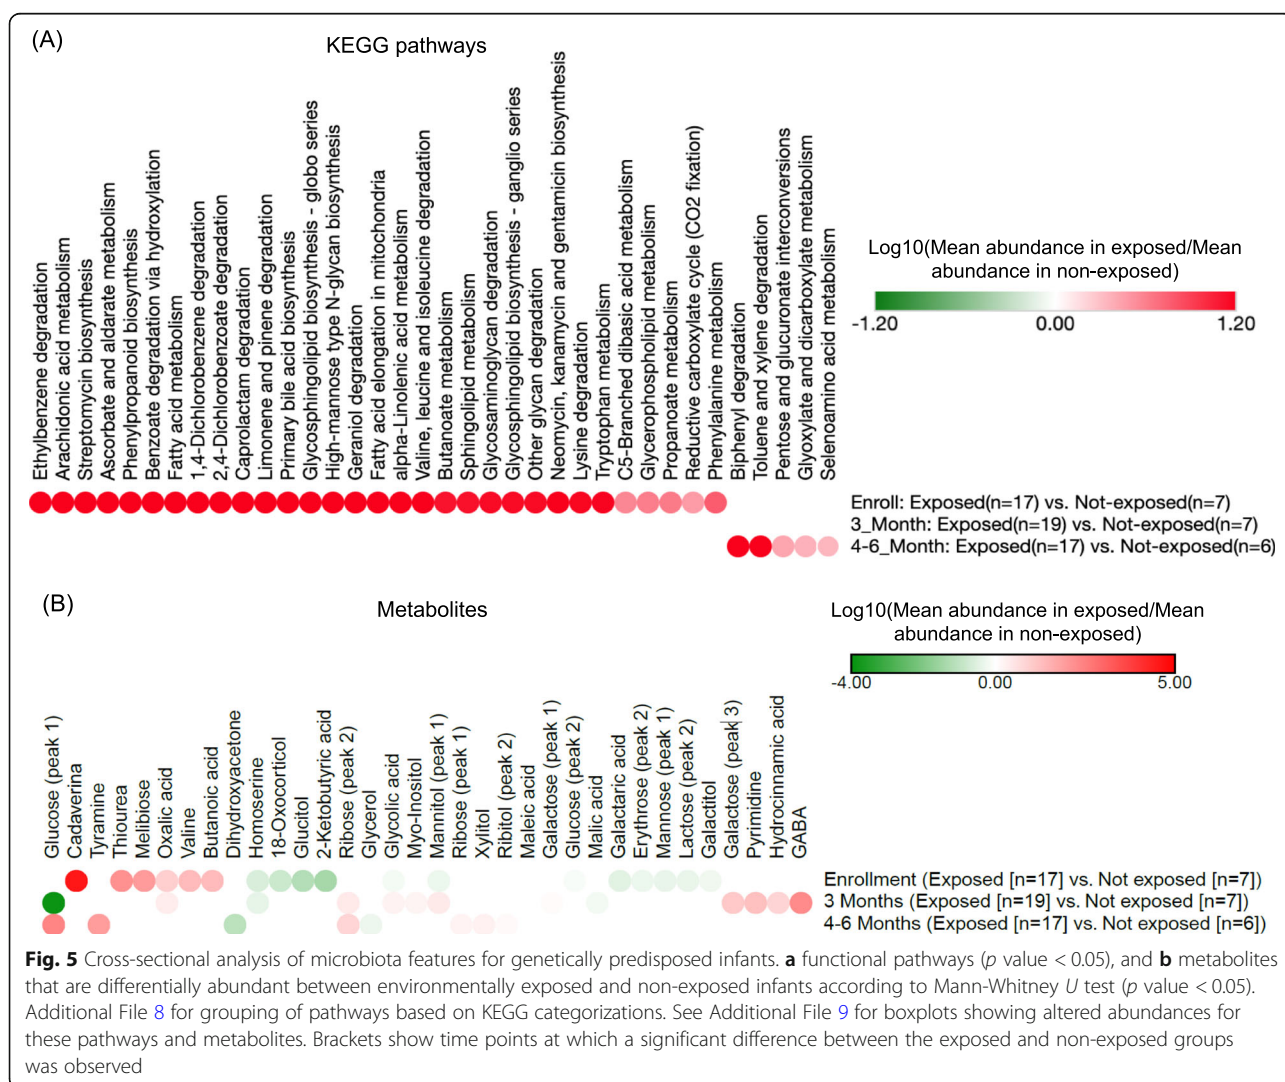 (A)
KEGG pathways
Ethylbenzene degradation
Arachidonic acid metabolism
Streptomycin biosynthesis
Ascorbate and aldarate metabolism
Phenylpropanoid biosynthesis
Benzoate degradation via hydroxylation
Fatty acid metabolism
1,4-Dichlorobenzene degradation
2,4-Dichlorobenzoate degradation
Caprolactam degradation
Limonene and pinene degradation
Primary bile acid biosynthesis
Glycosphingolipid biosynthesis - globo series
High-mannose type N-glycan biosynthesis
Geraniol degradation
Fatty acid elongation in mitochondria
alpha-Linolenic acid metabolism
Valine, leucine and isoleucine degradation
Butanoate metabolism
Sphingolipid metabolism
Glycosaminoglycan degradation
Glycosphingolipid biosynthesis - ganglio series
Other glycan degradation
Neomycin, kanamycin and gentamicin biosynthesis
Lysine degradation
Tryptophan metabolism
C5-Branched dibasic acid metabolism
Glycerophospholipid metabolism
Propanoate metabolism
Reductive carboxylate cycle (CO2 fixation)
Phenylalanine metabolism
Biphenyl degradation
Toluene and xylene degradation
Pentose and glucuronate interconversions
Glyoxylate and dicarboxylate metabolism
Selenoamino acid metabolism
Log10(Mean abundance in exposed/Mean
abundance in non-exposed)
-1.20 0.00 1.20
Enroll: Exposed(n=17) vs. Not-exposed(n=7)
3_Month: Exposed(n=19) vs. Not-exposed(n=7)
4-6_Month: Exposed(n=17) vs. Not-exposed(n=6)
(B)
Metabolites
Glucose (peak 1)
Cadaverina
Tyramine
Thiourea
Melibiose
Oxalic acid
Valine
Butanoic acid
Dihydroxyacetone
Homoserine
18-Oxocorticol
Glucitol
2-Ketobutyric acid
Ribose (peak 2)
Glycerol
Glycolic acid
Myo-Inositol
Mannitol (peak 1)
Ribose (peak 1)
Xylitol
Ribitol (peak 2)
Maleic acid
Galactose (peak 1)
Glucose (peak 2)
Malic acid
Galactaric acid
Erythrose (peak 2)
Mannose (peak 1)
Lactose (peak 2)
Galactitol
Galactose (peak 3)
Pyrimidine
Hydrocinnamic acid
GABA
Log10(Mean abundance in exposed/Mean
abundance in non-exposed)
-4.00 0.00 5.00
Enrollment (Exposed [n=17] vs. Not exposed [n=7])
3 Months (Exposed [n=19] vs. Not exposed [n=7])
4-6 Months (Exposed [n=17] vs. Not exposed [n=6])
Fig. 5 Cross-sectional analysis of microbiota features for genetically predisposed infants. a functional pathways (p value < 0.05), and b metabolites
that are differentially abundant between environmentally exposed and non-exposed infants according to Mann-Whitney U test (p value < 0.05).
Additional File 8 for grouping of pathways based on KEGG categorizations. See Additional File 9 for boxplots showing altered abundances for
these pathways and metabolites. Brackets show time points at which a significant difference between the exposed and non-exposed groups
was observed